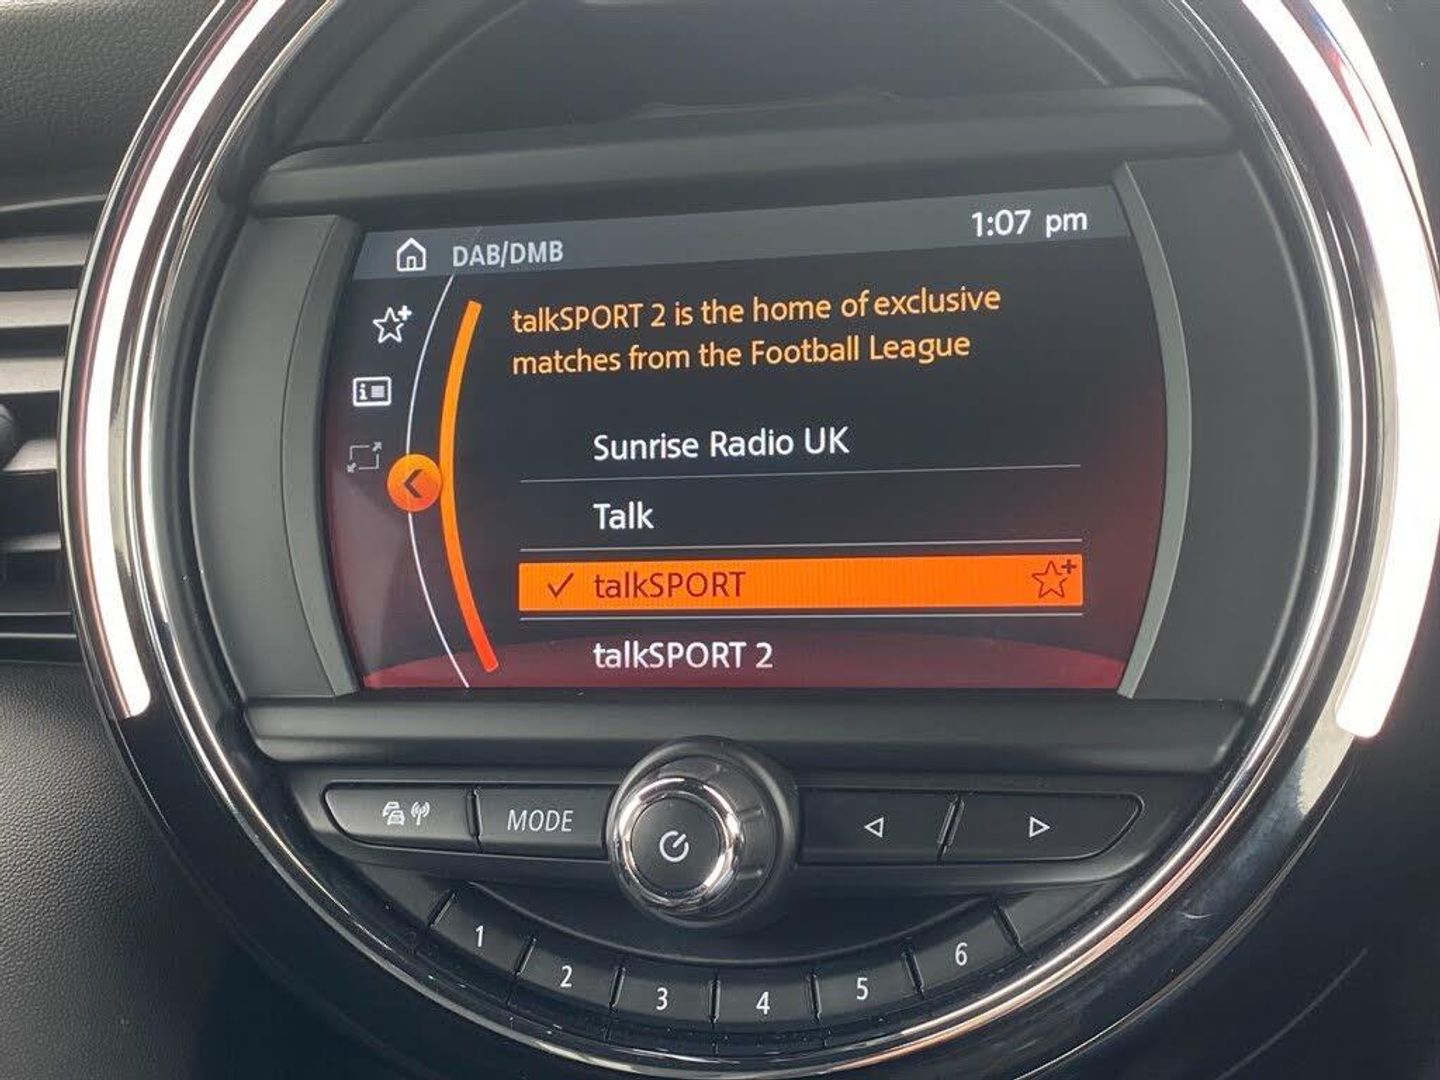 DAB/DMB
1:07 pm
talkSPORT 2 is the home of exclusive
matches from the Football League
Sunrise Radio UK
Talk
talkSPORT
talkSPORT 2
MODE
1
2
3
4
5
6